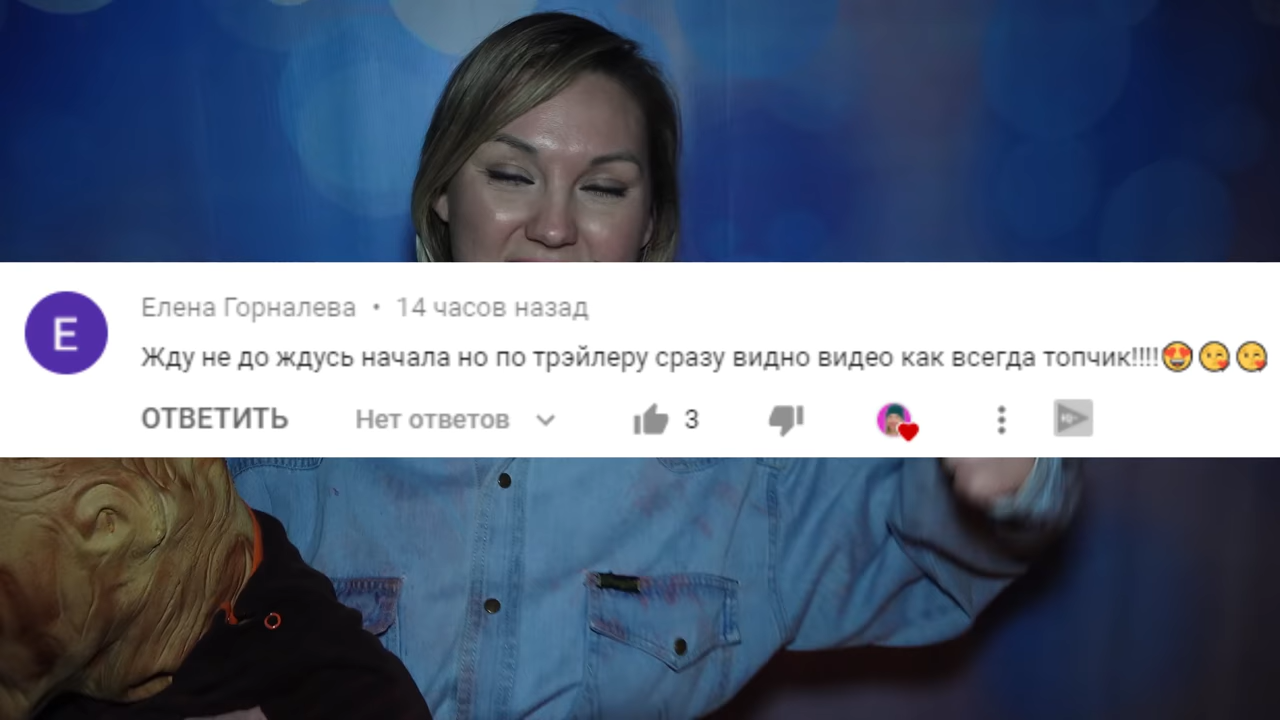 E
Елена Горналева • 14 часов назад
Жду не до ждусь начала но по трэйлеру сразу видно видео как всегда топчик!!!!😍😋😋
ОТВЕТИТЬ Нет ответов 3